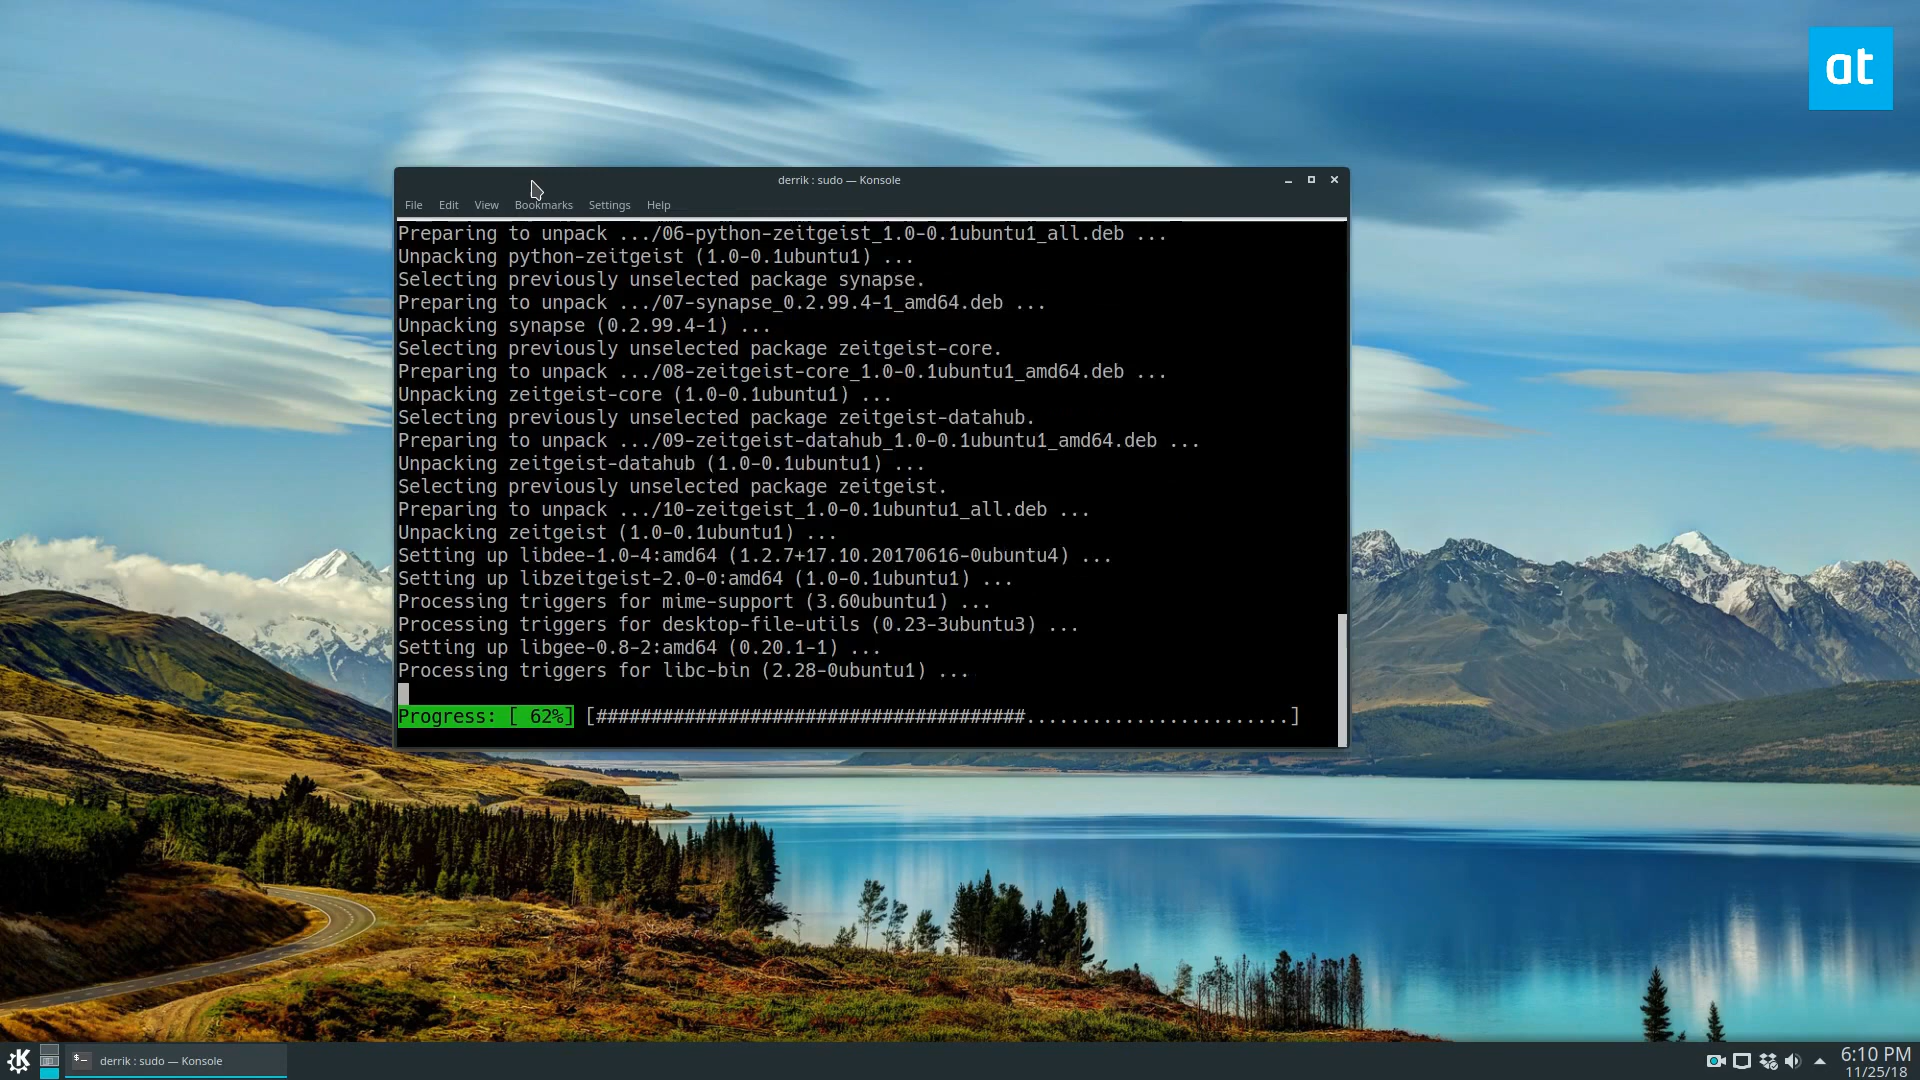 at
derrik : sudo — Konsole
File Edit View Bookmarks Settings Help
Preparing to unpack .../06-python-zeitgeist_1.0-0.1ubuntu1_all.deb ...
Unpacking python-zeitgeist (1.0-0.1ubuntu1) ...
Selecting previously unselected package synapse.
Preparing to unpack .../07-synapse_0.2.99.4-1_amd64.deb ...
Unpacking synapse (0.2.99.4-1) ...
Selecting previously unselected package zeitgeist-core.
Preparing to unpack .../08-zeitgeist-core_1.0-0.1ubuntu1_amd64.deb ...
Unpacking zeitgeist-core (1.0-0.1ubuntu1) ...
Selecting previously unselected package zeitgeist-datahub.
Preparing to unpack .../09-zeitgeist-datahub_1.0-0.1ubuntu1_amd64.deb ...
Unpacking zeitgeist-datahub (1.0-0.1ubuntu1) ...
Selecting previously unselected package zeitgeist.
Preparing to unpack .../10-zeitgeist_1.0-0.1ubuntu1_all.deb ...
Unpacking zeitgeist (1.0-0.1ubuntu1) ...
Setting up libdee-1.0-4:amd64 (1.2.7+17.10.20170616-0ubuntu4) ...
Setting up libzeitgeist-2.0-0:amd64 (1.0-0.1ubuntu1) ...
Processing triggers for mime-support (3.60ubuntu1) ...
Processing triggers for desktop-file-utils (0.23-3ubuntu3) ...
Setting up libgee-0.8-2:amd64 (0.20.1-1) ...
Processing triggers for libc-bin (2.28-0ubuntu1) ...
Progress: [ 62%] [#######################################........................]
derrik : sudo — Konsole
6:10 PM
11/25/18